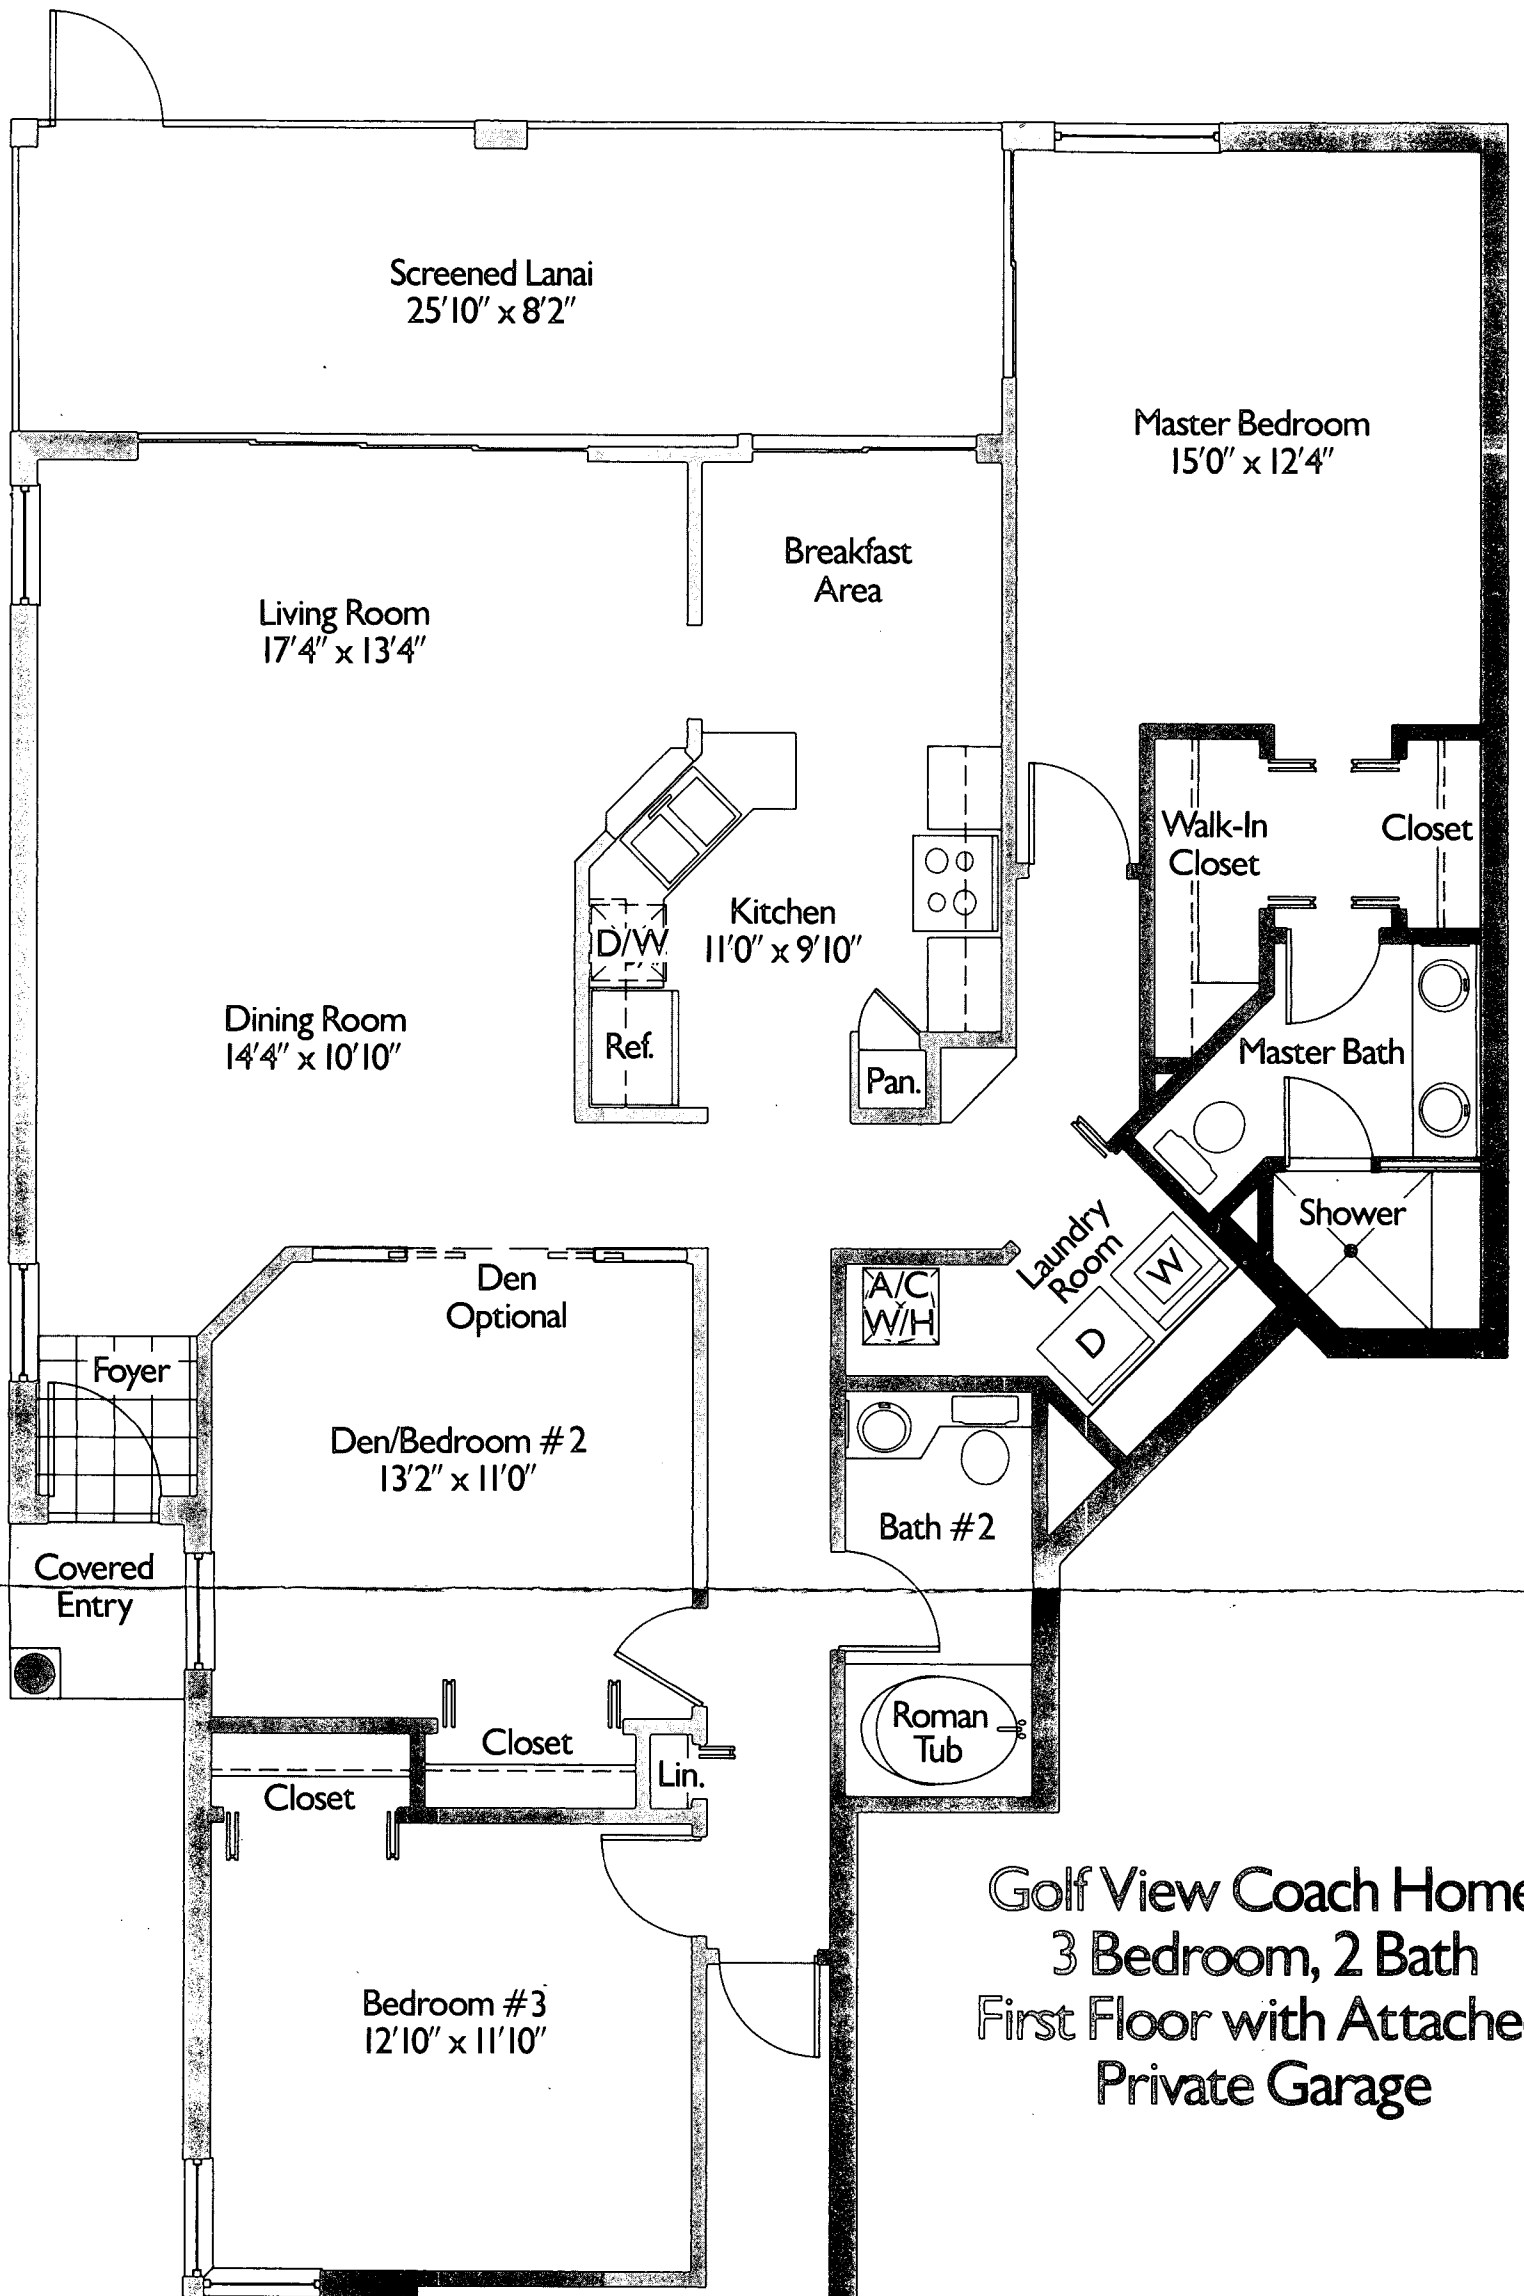 Screened Lanai
25'10" x 8'2"
Master Bedroom
15'0" x 12'4"
Breakfast
Area
Living Room
17'4" x 13'4"
Walk-In
Closet
Closet
Kitchen
11'0" x 9'10"
D/W
Ref.
Pan.
Dining Room
14'4" x 10'10"
Master Bath
Shower
Laundry
Room
W
D
A/C
W/H
Den
Optional
Foyer
Den/Bedroom #2
13'2" x 11'0"
Bath #2
Covered
Entry
Roman
Tub
Closet
Lin.
Closet
Bedroom #3
12'10" x 11'10"
Golf View Coach Home
3 Bedroom, 2 Bath
First Floor with Attache
Private Garage